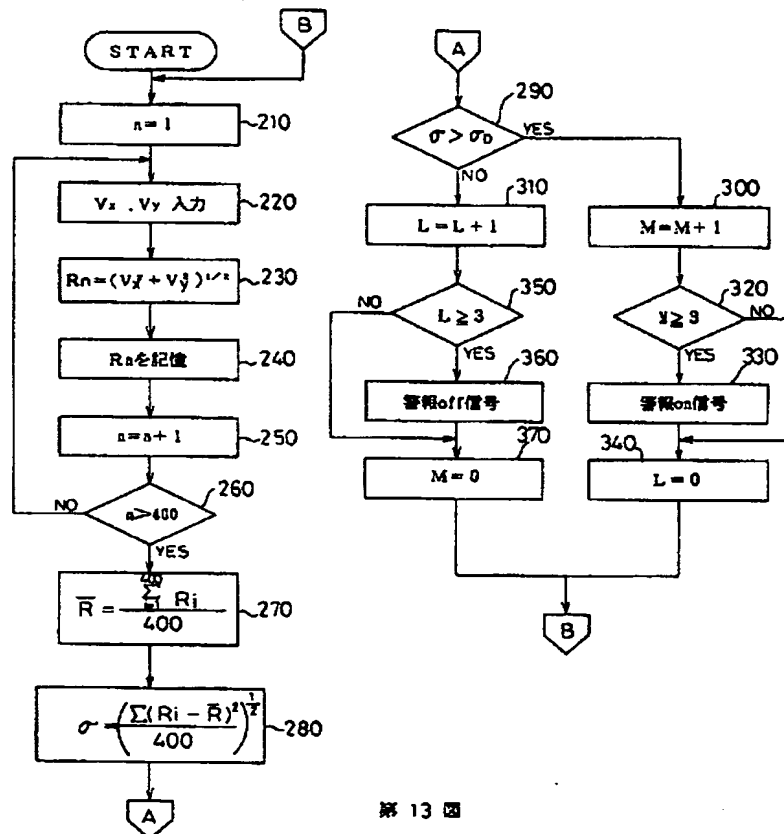 START
B
n=1
210
Vx , Vy 入力
220
Rn=(Vx²+Vy²)^1/2
230
Rnを記憶
240
n=n+1
250
260
n>400
NO
YES
R̄ = Σ Ri / 400
270
σ = (Σ(Ri − R̄)² / 400)^1/2
280
A
A
290
σ > σD
YES
NO
310
L=L+1
300
M=M+1
350
L≧3
NO
YES
320
NO
YES
360
警報off信号
330
警報on信号
370
M=0
340
L=0
B
第 13 図